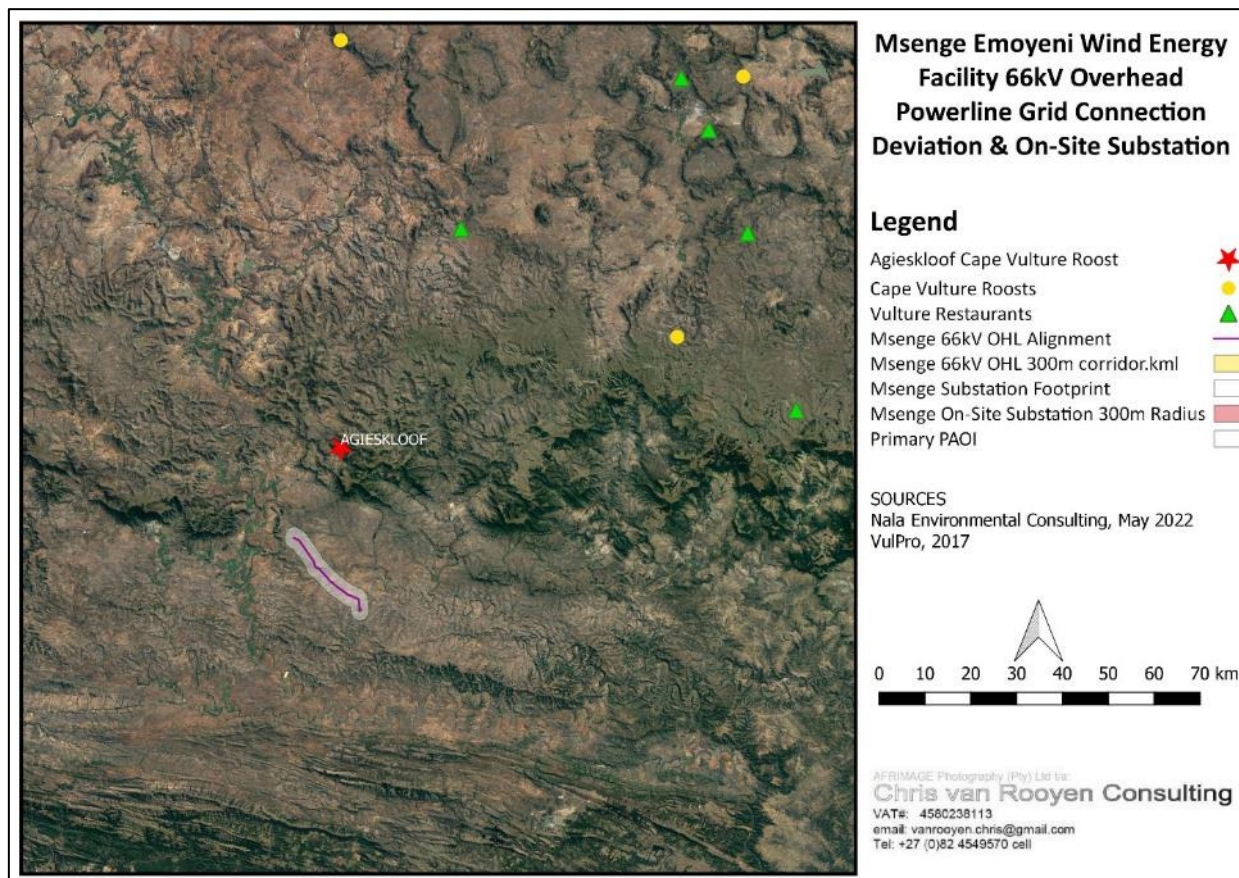 AGIESKLOOF
Msenge Emoyeni Wind Energy
Facility 66kV Overhead
Powerline Grid Connection
Deviation & On-Site Substation
Legend
Agieskloof Cape Vulture Roost
Cape Vulture Roosts
Vulture Restaurants
Msenge 66kV OHL Alignment
Msenge 66kV OHL 300m corridor.kml
Msenge Substation Footprint
Msenge On-Site Substation 300m Radius
Primary PAOI
SOURCES
Nala Environmental Consulting, May 2022
VulPro, 2017
0 10 20 30 40 50 60 70 km
AFRIMAGE Photography (Pty) Ltd t/a:
Chris van Rooyen Consulting
VAT#: 4580238113
email: vanrooyen.chris@gmail.com
Tel: +27 (0)82 4549570 cell